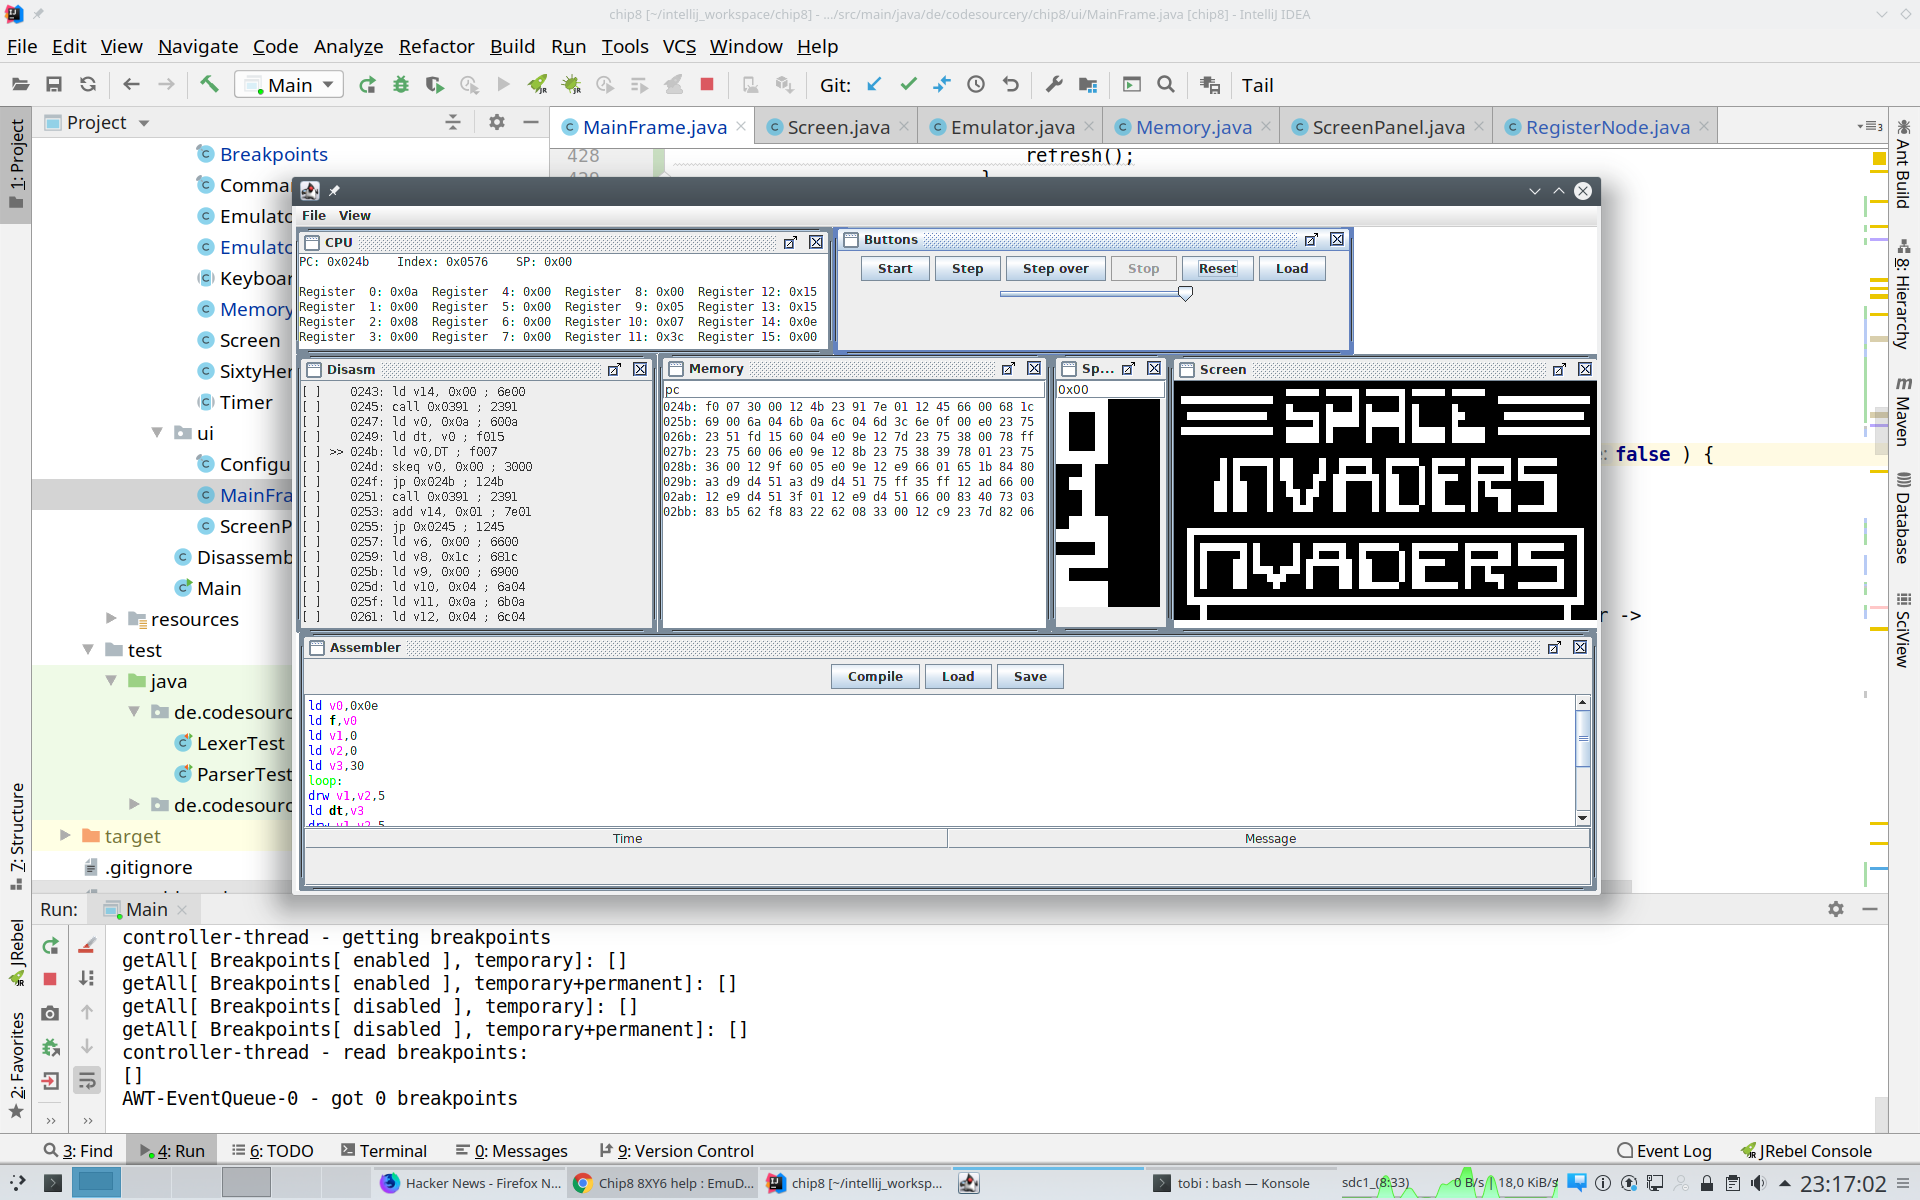 chip8 [~/intellij_workspace/chip8] - .../src/main/java/de/codesourcery/chip8/ui/MainFrame.java [chip8] - IntelliJ IDEA
File Edit View Navigate Code Analyze Refactor Build Run Tools VCS Window Help
Main Git: Tail
1: Project
Project
MainFrame.java Screen.java Emulator.java Memory.java ScreenPanel.java RegisterNode.java
3
428 refresh();
}
Breakpoints
Comma
Emulato
Emulato
Keyboar
Memory
Screen
SixtyHer
Timer
ui
Configu
MainFra
ScreenP
Disassemb
Main
resources
test
java
de.codesourc
LexerTest
ParserTest
de.codesourc
target
.gitignore
File View
CPU
PC: 0x024b Index: 0x0576 SP: 0x00
Register 0: 0x0a Register 4: 0x00 Register 8: 0x00 Register 12: 0x15
Register 1: 0x00 Register 5: 0x00 Register 9: 0x05 Register 13: 0x15
Register 2: 0x08 Register 6: 0x00 Register 10: 0x07 Register 14: 0x0e
Register 3: 0x00 Register 7: 0x00 Register 11: 0x3c Register 15: 0x00
Buttons
Start Step Step over Stop Reset Load
Disasm
[ ] 0243: ld v14, 0x00 ; 6e00
[ ] 0245: call 0x0391 ; 2391
[ ] 0247: ld v0, 0x0a ; 600a
[ ] 0249: ld dt, v0 ; f015
[ ] >> 024b: ld v0,DT ; f007
[ ] 024d: skeq v0, 0x00 ; 3000
[ ] 024f: jp 0x024b ; 124b
[ ] 0251: call 0x0391 ; 2391
[ ] 0253: add v14, 0x01 ; 7e01
[ ] 0255: jp 0x0245 ; 1245
[ ] 0257: ld v6, 0x00 ; 6600
[ ] 0259: ld v8, 0x1c ; 681c
[ ] 025b: ld v9, 0x00 ; 6900
[ ] 025d: ld v10, 0x04 ; 6a04
[ ] 025f: ld v11, 0x0a ; 6b0a
[ ] 0261: ld v12, 0x04 ; 6c04
Memory
pc
024b: f0 07 30 00 12 4b 23 91 7e 01 12 45 66 00 68 1c
025b: 69 00 6a 04 6b 0a 6c 04 6d 3c 6e 0f 00 e0 23 75
026b: 23 51 fd 15 60 04 e0 9e 12 7d 23 75 38 00 78 ff
027b: 23 75 60 06 e0 9e 12 8b 23 75 38 39 78 01 23 75
028b: 36 00 12 9f 60 05 e0 9e 12 e9 66 01 65 1b 84 80
029b: a3 d9 d4 51 a3 d9 d4 51 75 ff 35 ff 12 ad 66 00
02ab: 12 e9 d4 51 3f 01 12 e9 d4 51 66 00 83 40 73 03
02bb: 83 b5 62 f8 83 22 62 08 33 00 12 c9 23 7d 82 06
Sp...
0x00
Screen
SPACE
INVADERS
NVADERS
false ) {
r ->
Assembler
Compile Load Save
ld v0,0x0e
ld f,v0
ld v1,0
ld v2,0
ld v3,30
loop:
drw v1,v2,5
ld dt,v3
drw v1,v2,5
Time Message
Ant Build
8: Hierarchy
Maven
Database
SciView
7: Structure
JRebel
2: Favorites
Run: Main
controller-thread - getting breakpoints
getAll[ Breakpoints[ enabled ], temporary]: []
getAll[ Breakpoints[ enabled ], temporary+permanent]: []
getAll[ Breakpoints[ disabled ], temporary]: []
getAll[ Breakpoints[ disabled ], temporary+permanent]: []
controller-thread - read breakpoints:
[]
AWT-EventQueue-0 - got 0 breakpoints
3: Find 4: Run 6: TODO Terminal 0: Messages 9: Version Control Event Log JRebel Console
Hacker News - Firefox N... Chip8 8XY6 help : EmuD... chip8 [~/intellij_worksp... tobi : bash — Konsole sdc1_(8:33) 0 B/s | 18,0 KiB/s 23:17:02